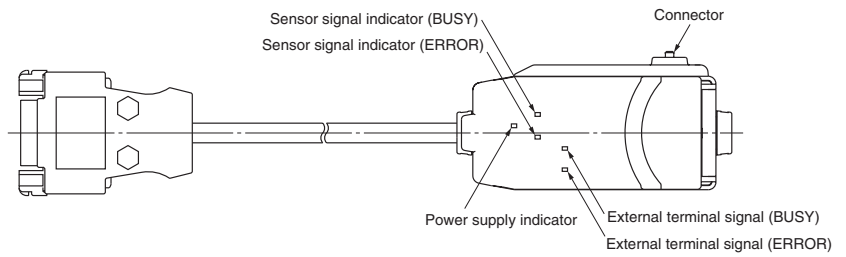 Sensor signal indicator (BUSY)
Connector
Sensor signal indicator (ERROR)
Power supply indicator
External terminal signal (BUSY)
External terminal signal (ERROR)